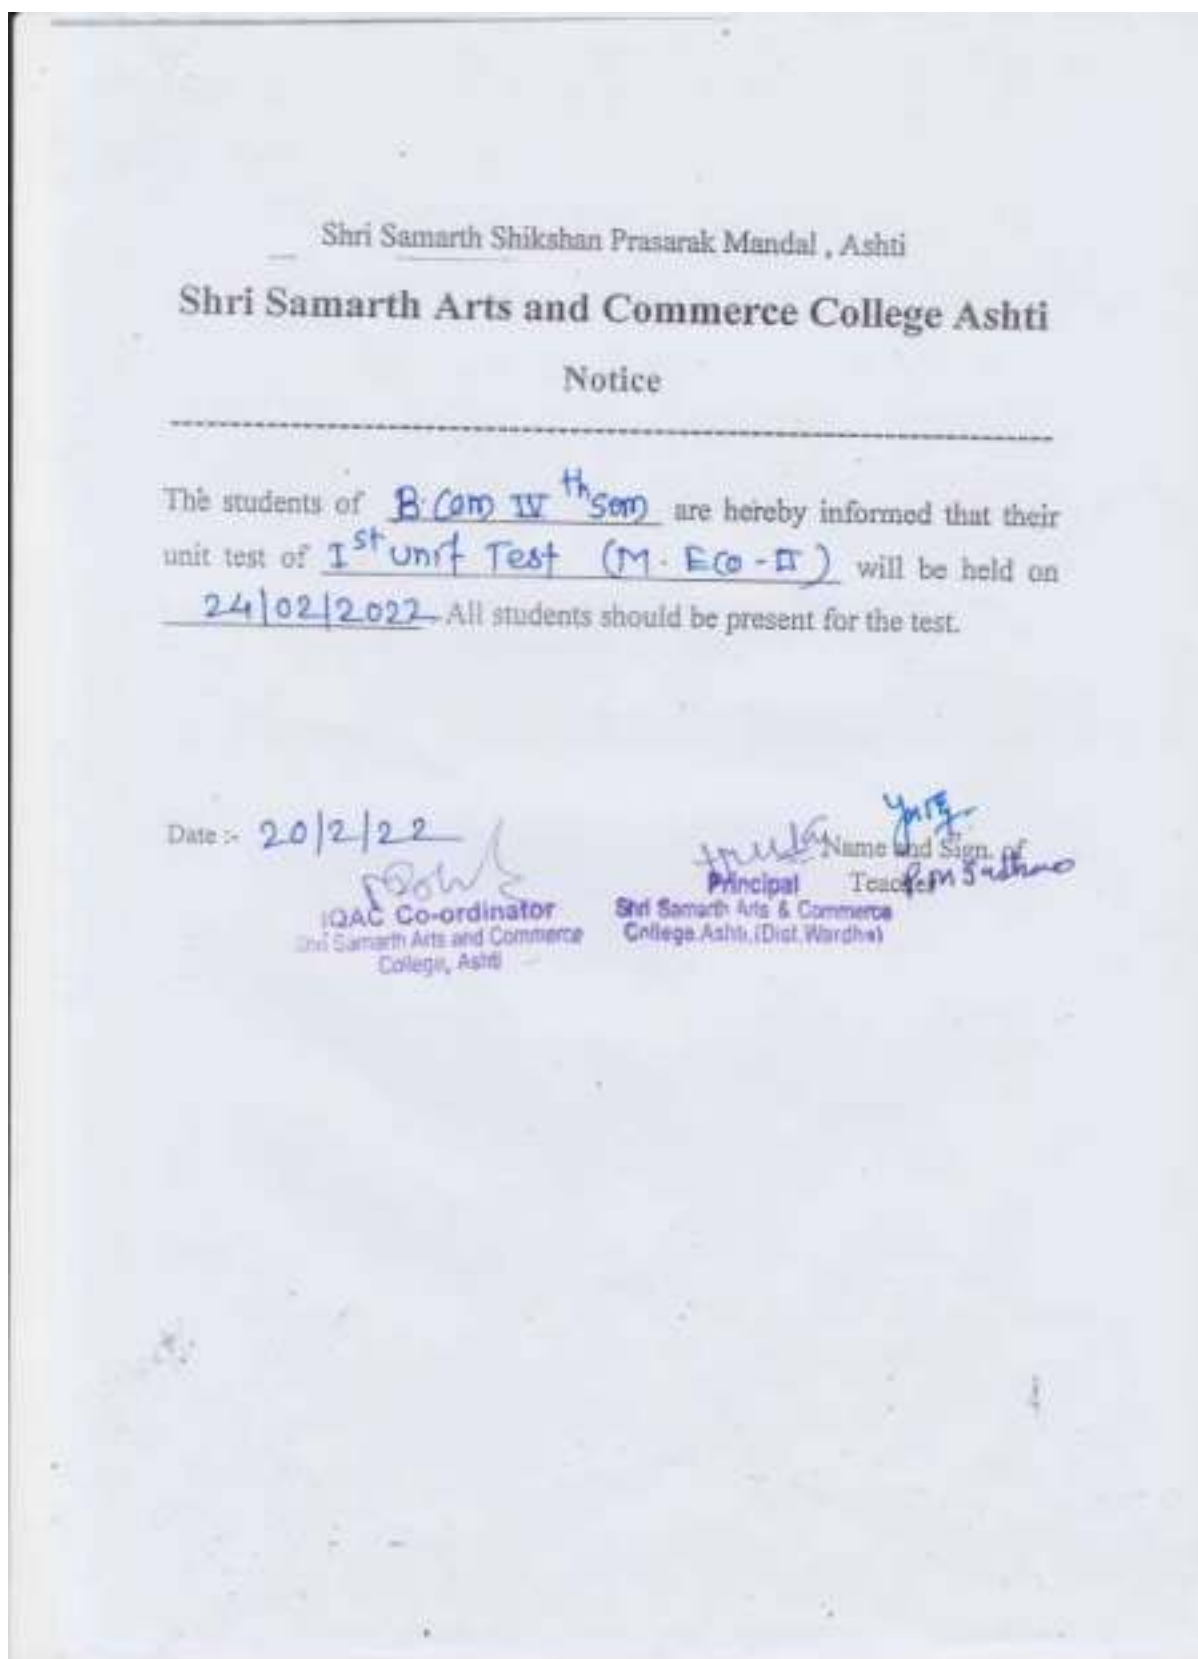 Shri Samarth Shikshan Prasarak Mandal , Ashti
Shri Samarth Arts and Commerce College Ashti
Notice
The students of B.Com IV th Sem are hereby informed that their
unit test of I st Unit Test (M. Eco - II) will be held on
24/02/2022 All students should be present for the test.
Date :- 20/2/22
Name and Sign. of
Teacher
IQAC Co-ordinator
Shri Samarth Arts and Commerce
College, Ashti
Principal
Shri Samarth Arts & Commerce
College,Ashti,(Dist.Wardha)